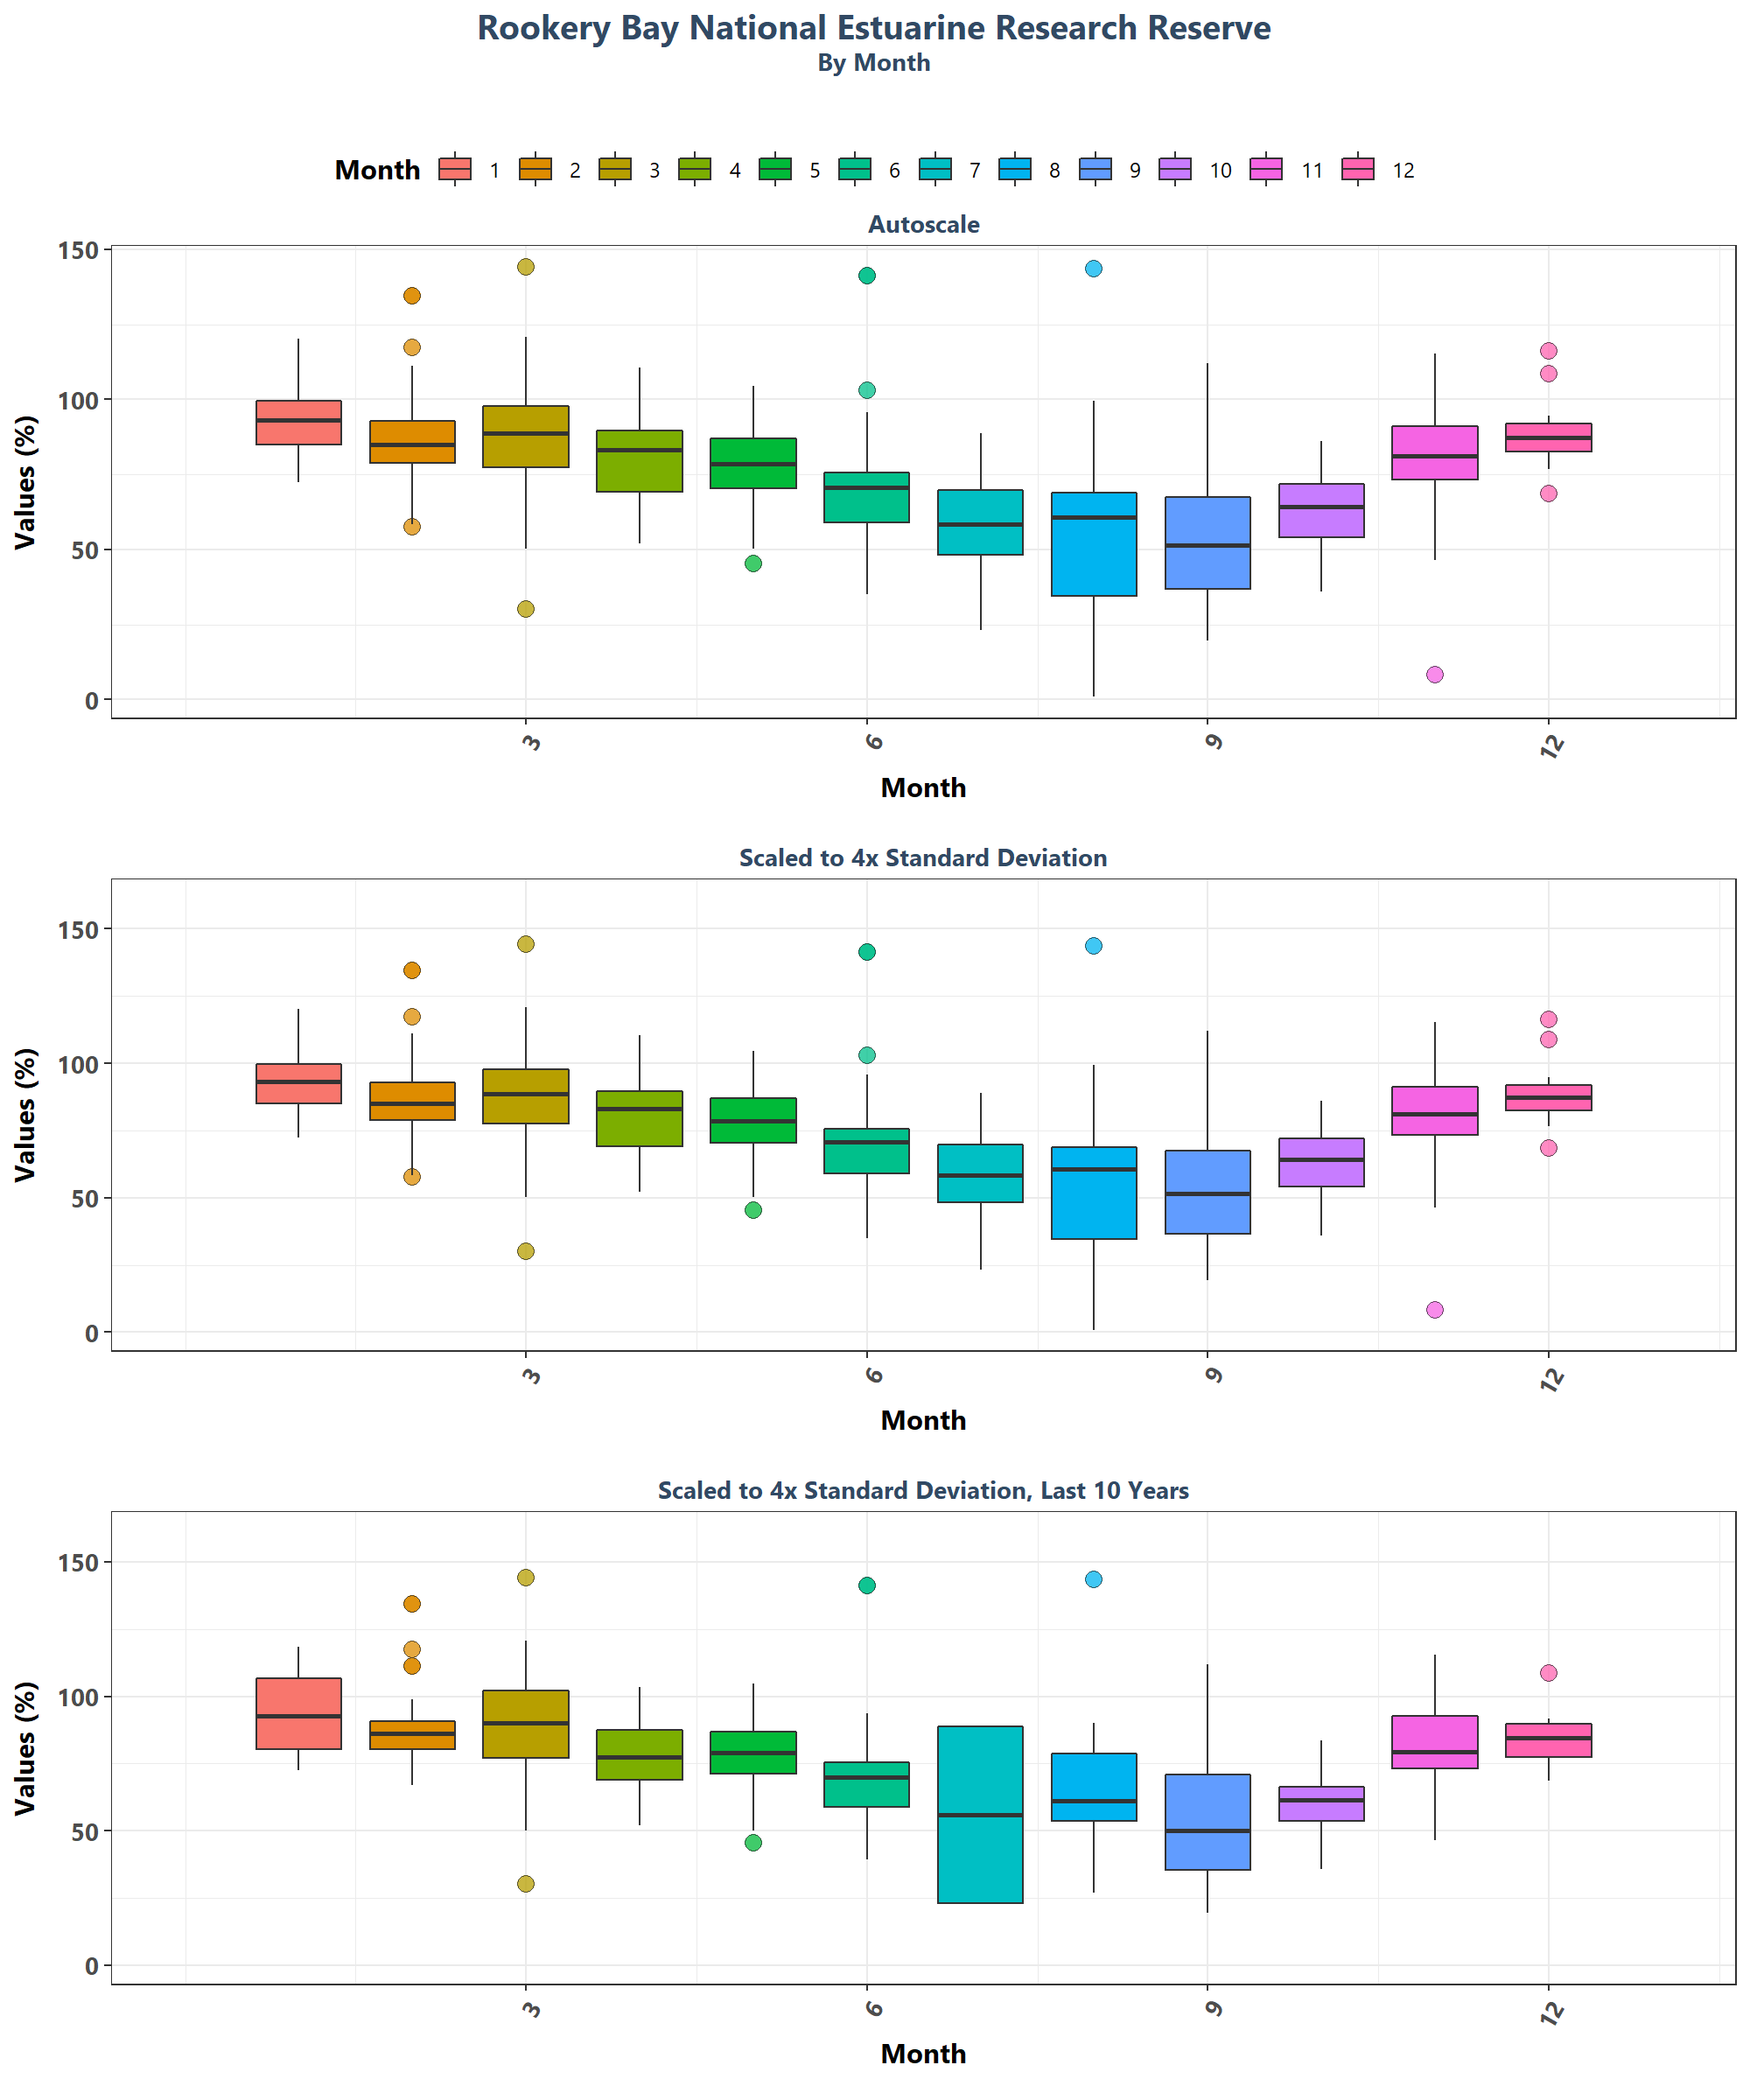 Rookery Bay National Estuarine Research Reserve
By Month
Month 1 2 3 4 5 6 7 8 9 10 11 12
Autoscale
150
100
50
0
Values (%)
3 6 9 12
Month
Scaled to 4x Standard Deviation
150
100
50
0
Values (%)
3 6 9 12
Month
Scaled to 4x Standard Deviation, Last 10 Years
150
100
50
0
Values (%)
3 6 9 12
Month